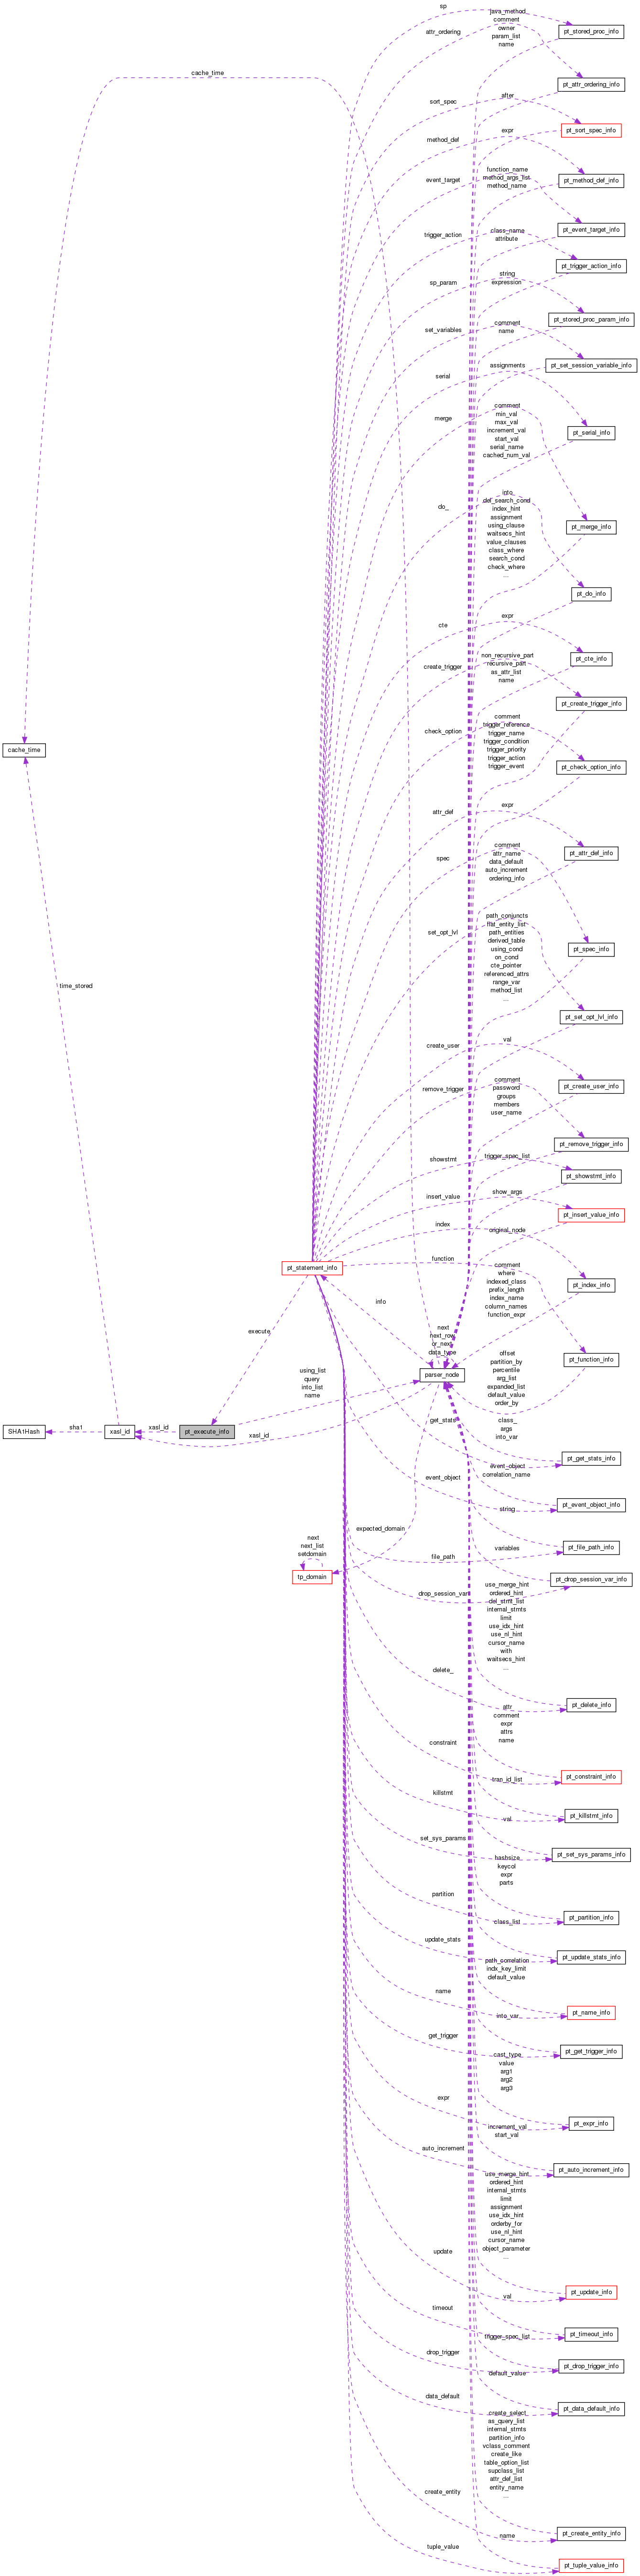 sp
java_method
comment
owner
param_list
name
pt_stored_proc_info
attr_ordering
cache_time
pt_attr_ordering_info
sort_spec
after
pt_sort_spec_info
method_def
expr
function_name
method_args_list
method_name
pt_method_def_info
event_target
pt_event_target_info
trigger_action
class_name
attribute
pt_trigger_action_info
sp_param
string
expression
pt_stored_proc_param_info
set_variables
comment
name
pt_set_session_variable_info
serial
assignments
merge
comment
min_val
max_val
increment_val
start_val
serial_name
cached_num_val
pt_serial_info
do_
into
def_search_cond
index_hint
assignment
using_clause
waitsecs_hint
value_clauses
class_where
search_cond
check_where
...
pt_merge_info
pt_do_info
cte
expr
pt_cte_info
create_trigger
non_recursive_part
recursive_part
as_attr_list
name
pt_create_trigger_info
check_option
comment
trigger_reference
trigger_name
trigger_condition
trigger_priority
trigger_action
trigger_event
pt_check_option_info
cache_time
attr_def
expr
pt_attr_def_info
spec
comment
attr_name
data_default
auto_increment
ordering_info
set_opt_lvl
path_conjuncts
flat_entity_list
path_entities
derived_table
using_cond
on_cond
cte_pointer
referenced_attrs
range_var
method_list
...
pt_spec_info
time_stored
pt_set_opt_lvl_info
create_user
val
pt_create_user_info
remove_trigger
comment
password
groups
members
user_name
pt_remove_trigger_info
showstmt
trigger_spec_list
pt_showstmt_info
insert_value
show_args
pt_insert_value_info
index
original_node
function
pt_statement_info
comment
where
indexed_class
prefix_length
index_name
column_names
function_expr
pt_index_info
info
execute
next
next_row
or_next
data_type
offset
partition_by
percentile
arg_list
expanded_list
default_value
order_by
pt_function_info
parser_node
using_list
query
into_list
name
SHA1Hash
sha1
xasl_id
xasl_id
pt_execute_info
xasl_id
get_stats
class_
args
into_var
pt_get_stats_info
event_object
event_object
correlation_name
pt_event_object_info
string
expected_domain
next
next_list
setdomain
tp_domain
file_path
variables
pt_file_path_info
drop_session_var
pt_drop_session_var_info
use_merge_hint
ordered_hint
del_stmt_list
internal_stmts
limit
use_idx_hint
use_nl_hint
cursor_name
with
waitsecs_hint
...
delete_
pt_delete_info
attr
comment
expr
attrs
name
constraint
pt_constraint_info
tran_id_list
killstmt
pt_killstmt_info
val
set_sys_params
pt_set_sys_params_info
hashsize
keycol
expr
parts
partition
pt_partition_info
class_list
update_stats
pt_update_stats_info
path_correlation
indx_key_limit
default_value
name
pt_name_info
into_var
get_trigger
pt_get_trigger_info
cast_type
value
arg1
arg2
arg3
expr
pt_expr_info
increment_val
start_val
auto_increment
pt_auto_increment_info
use_merge_hint
ordered_hint
internal_stmts
limit
assignment
use_idx_hint
orderby_for
use_nl_hint
cursor_name
object_parameter
...
update
pt_update_info
val
timeout
pt_timeout_info
trigger_spec_list
drop_trigger
pt_drop_trigger_info
default_value
data_default
pt_data_default_info
create_select
as_query_list
internal_stmts
partition_info
vclass_comment
create_like
table_option_list
supclass_list
attr_def_list
entity_name
...
create_entity
pt_create_entity_info
name
tuple_value
pt_tuple_value_info